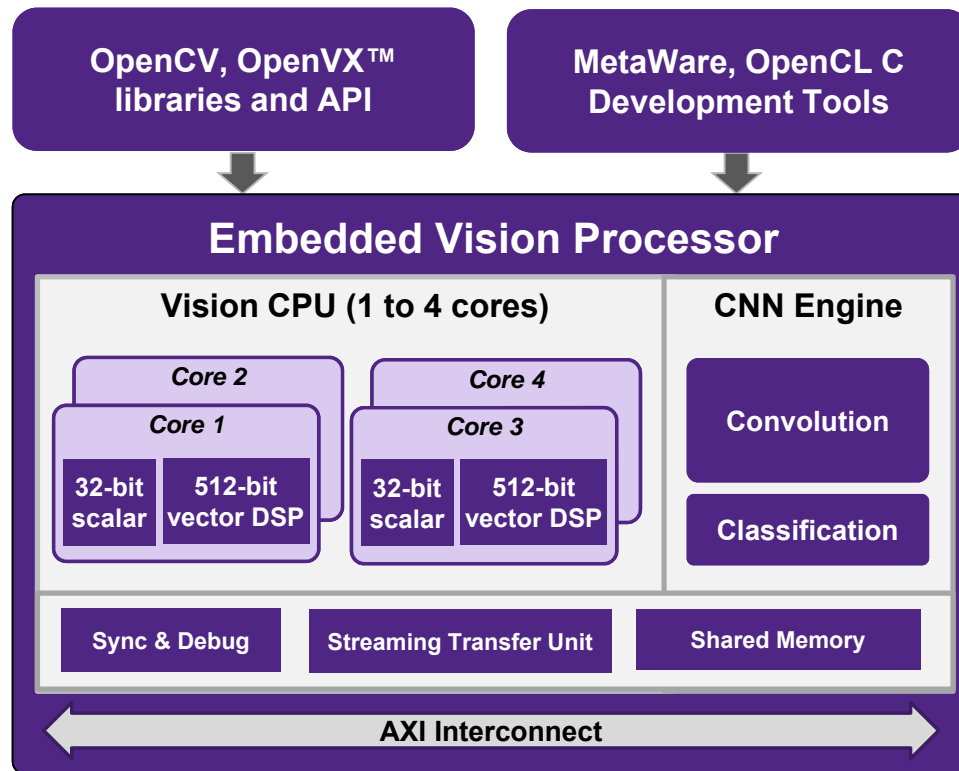 OpenCV, OpenVX™
libraries and API
MetaWare, OpenCL C
Development Tools
Embedded Vision Processor
Vision CPU (1 to 4 cores)
CNN Engine
Core 2
Core 4
Core 1
Core 3
32-bit
scalar
512-bit
vector DSP
32-bit
scalar
512-bit
vector DSP
Convolution
Classification
Sync & Debug
Streaming Transfer Unit
Shared Memory
AXI Interconnect